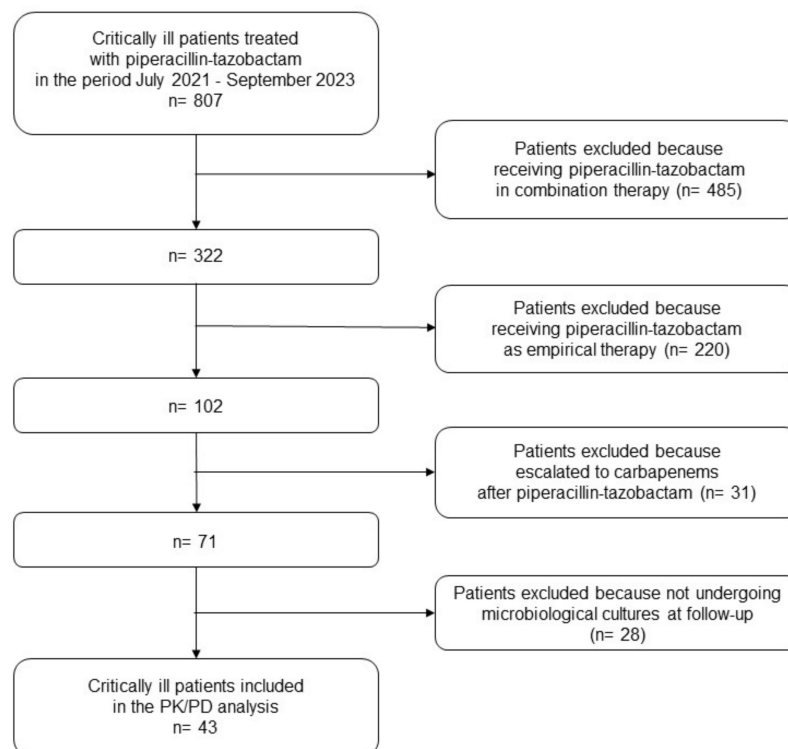 Critically ill patients treated
with piperacillin-tazobactam
in the period July 2021 - September 2023
n= 807
Patients excluded because
receiving piperacillin-tazobactam
in combination therapy (n= 485)
n= 322
Patients excluded because
receiving piperacillin-tazobactam
as empirical therapy (n= 220)
n= 102
Patients excluded because
escalated to carbapenems
after piperacillin-tazobactam (n= 31)
n= 71
Patients excluded because not undergoing
microbiological cultures at follow-up
(n= 28)
Critically ill patients included
in the PK/PD analysis
n= 43